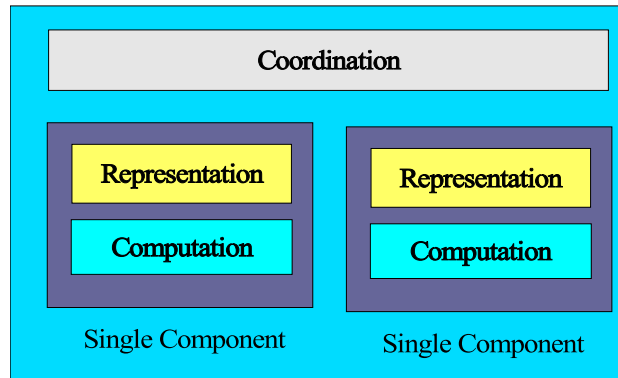 Coordination
Representation
Representation
Computation
Computation
Single Component
Single Component